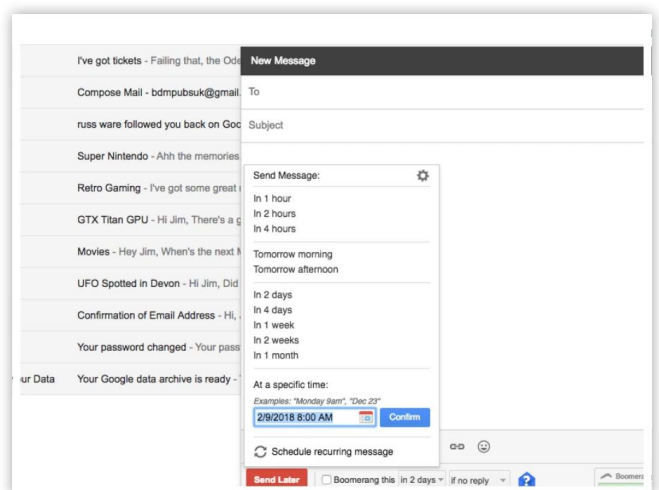 I've got tickets - Failing that, the Ode
Compose Mail - bdmpubsuk@gmail.
russ ware followed you back on Goo
Super Nintendo - Ahh the memories
Retro Gaming - I've got some great
GTX Titan GPU - Hi Jim, There's a g
Movies - Hey Jim, When's the next M
UFO Spotted in Devon - Hi Jim, Did
Confirmation of Email Address - Hi,
Your password changed - Your pass
our Data Your Google data archive is ready -
New Message
To
Subject
Send Message:
In 1 hour
In 2 hours
In 4 hours
Tomorrow morning
Tomorrow afternoon
In 2 days
In 4 days
In 1 week
In 2 weeks
In 1 month
At a specific time:
Examples: "Monday 9am", "Dec 23"
2/9/2018 8:00 AM Confirm
Schedule recurring message
Send Later Boomerang this in 2 days if no reply ? Boomera